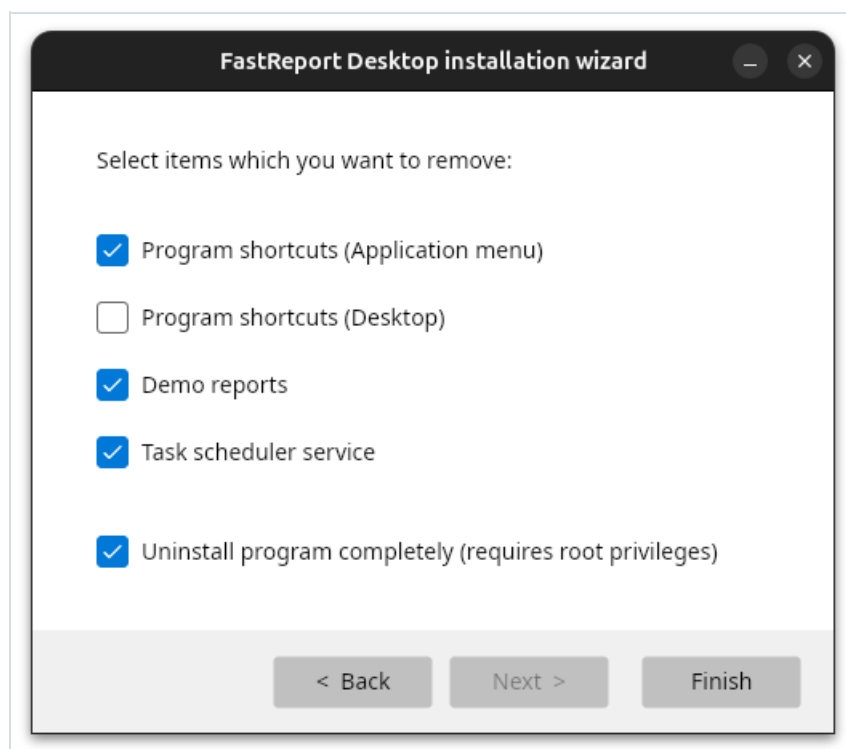 FastReport Desktop installation wizard
Select items which you want to remove:
Program shortcuts (Application menu)
Program shortcuts (Desktop)
Demo reports
Task scheduler service
Uninstall program completely (requires root privileges)
< Back
Next >
Finish